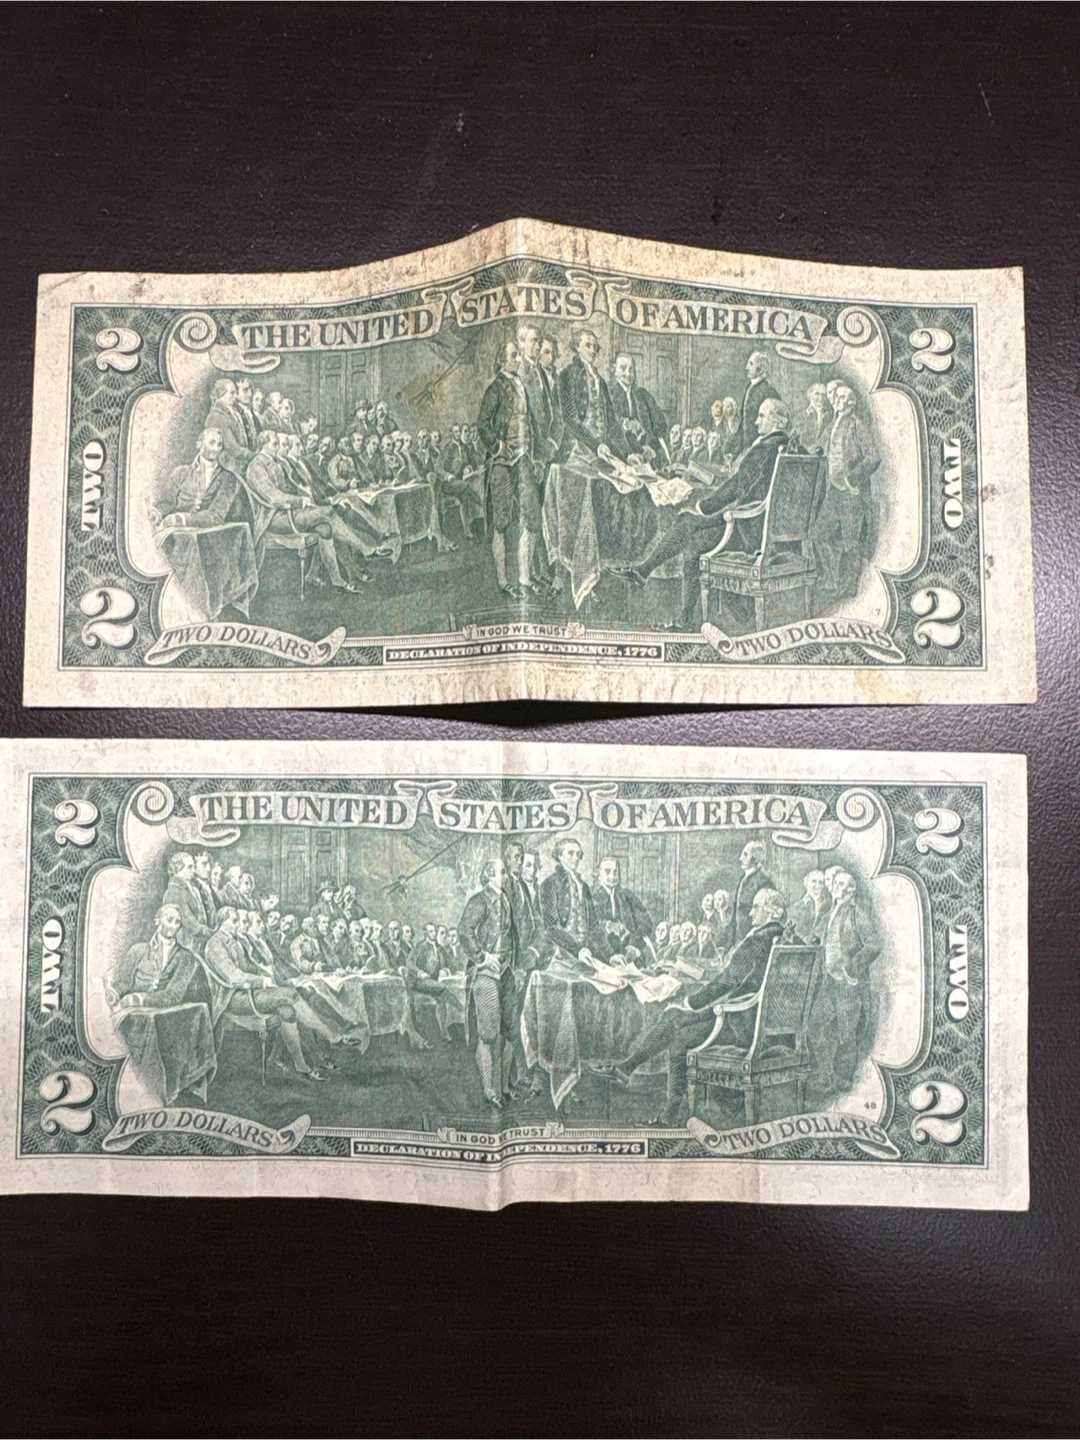 THE UNITED STATES OF AMERICA
2 2
TWO TWO
2 2
7
TWO DOLLARS IN GOD WE TRUST TWO DOLLARS
DECLARATION OF INDEPENDENCE, 1776
THE UNITED STATES OF AMERICA
2 2
TWO TWO
2 2
48
TWO DOLLARS IN GOD WE TRUST TWO DOLLARS
DECLARATION OF INDEPENDENCE, 1776